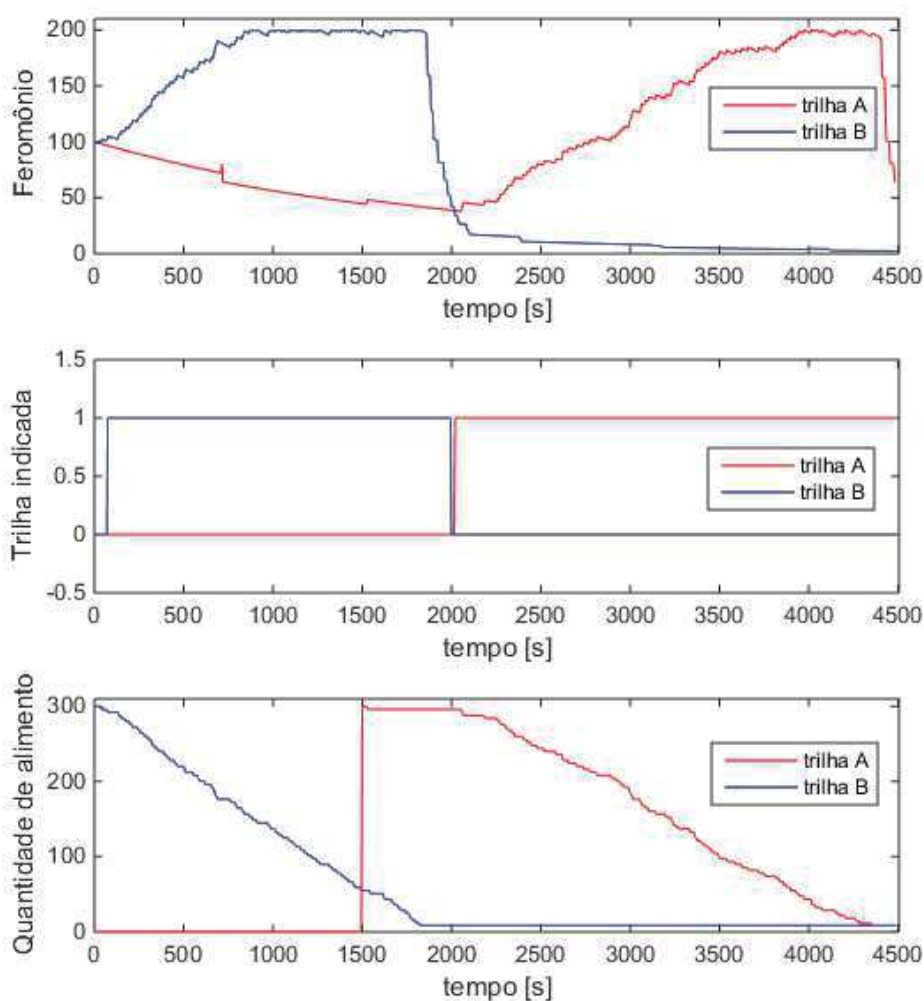 200
150
100
50
0
Feromônio
trilha A
trilha B
0 500 1000 1500 2000 2500 3000 3500 4000 4500
tempo [s]
1.5
1
0.5
0
-0.5
Trilha indicada
trilha A
trilha B
0 500 1000 1500 2000 2500 3000 3500 4000 4500
tempo [s]
300
200
100
0
Quantidade de alimento
trilha A
trilha B
0 500 1000 1500 2000 2500 3000 3500 4000 4500
tempo [s]